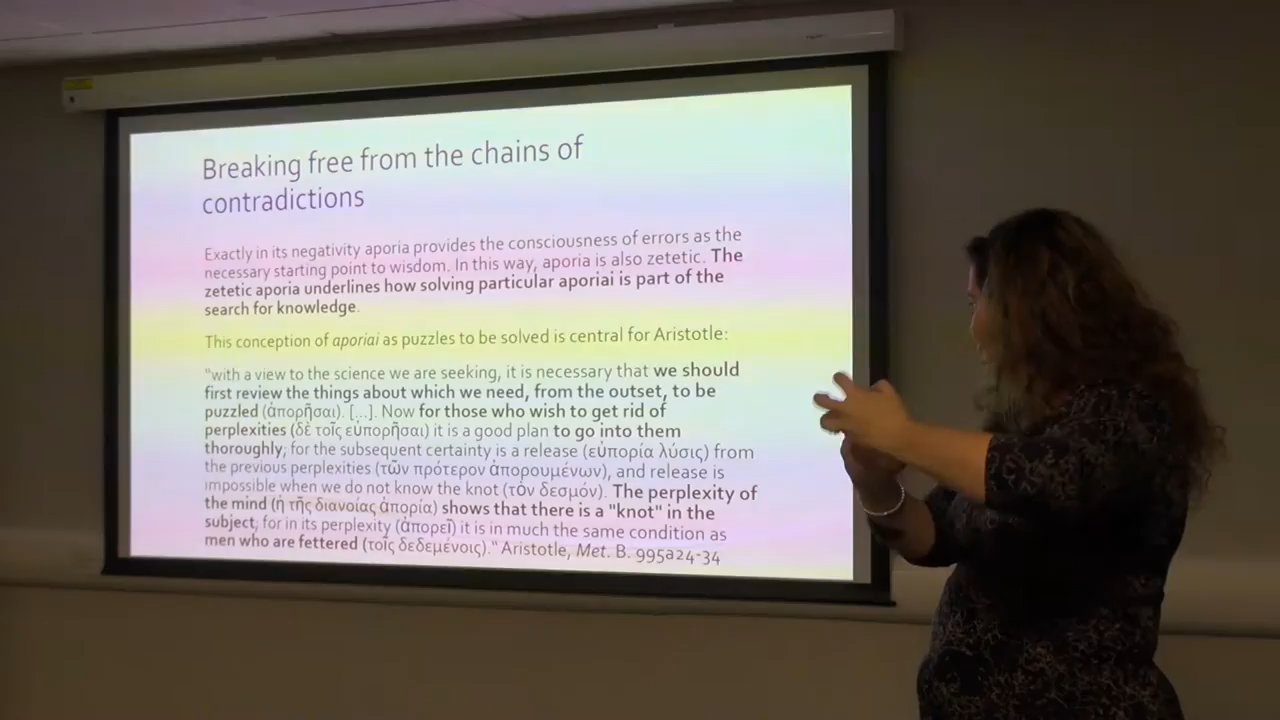 Breaking free from the chains of
contradictions
Exactly in its negativity aporia provides the consciousness of errors as the
necessary starting point to wisdom. In this way, aporia is also zetetic. The
zetetic aporia underlines how solving particular aporiai is part of the
search for knowledge.
This conception of aporiai as puzzles to be solved is central for Aristotle:
"with a view to the science we are seeking, it is necessary that we should
first review the things about which we need, from the outset, to be
puzzled (ἀπορῆσαι). [...]. Now for those who wish to get rid of
perplexities (δὲ τοῖς εὐπορῆσαι) it is a good plan to go into them
thoroughly; for the subsequent certainty is a release (εὐπορία λύσις) from
the previous perplexities (τῶν πρότερον ἀπορουμένων), and release is
impossible when we do not know the knot (τὸν δεσμόν). The perplexity of
the mind (ἡ τῆς διανοίας ἀπορία) shows that there is a "knot" in the
subject; for in its perplexity (ἀπορεῖ) it is in much the same condition as
men who are fettered (τοῖς δεδεμένοις)." Aristotle, Met. B. 995a24-34